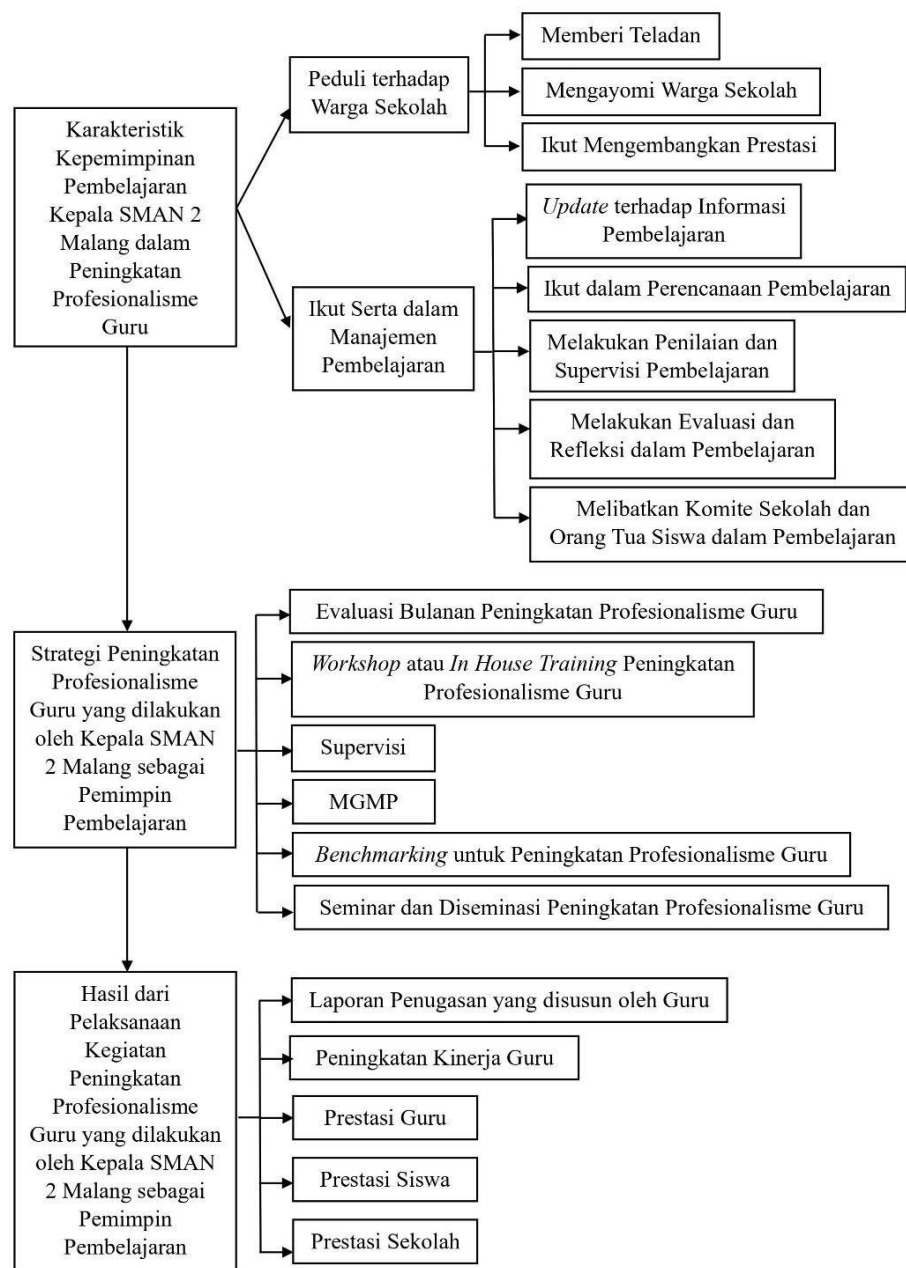 Karakteristik
Kepemimpinan
Pembelajaran
Kepala SMAN 2
Malang dalam
Peningkatan
Profesionalisme
Guru
Peduli terhadap
Warga Sekolah
Memberi Teladan
Mengayomi Warga Sekolah
Ikut Mengembangkan Prestasi
Ikut Serta dalam
Manajemen
Pembelajaran
Update terhadap Informasi
Pembelajaran
Ikut dalam Perencanaan Pembelajaran
Melakukan Penilaian dan
Supervisi Pembelajaran
Melakukan Evaluasi dan
Refleksi dalam Pembelajaran
Melibatkan Komite Sekolah dan
Orang Tua Siswa dalam Pembelajaran
Strategi Peningkatan
Profesionalisme
Guru yang dilakukan
oleh Kepala SMAN
2 Malang sebagai
Pemimpin
Pembelajaran
Evaluasi Bulanan Peningkatan Profesionalisme Guru
Workshop atau In House Training Peningkatan
Profesionalisme Guru
Supervisi
MGMP
Benchmarking untuk Peningkatan Profesionalisme Guru
Seminar dan Diseminasi Peningkatan Profesionalisme Guru
Hasil dari
Pelaksanaan
Kegiatan
Peningkatan
Profesionalisme
Guru yang dilakukan
oleh Kepala SMAN
2 Malang sebagai
Pemimpin
Pembelajaran
Laporan Penugasan yang disusun oleh Guru
Peningkatan Kinerja Guru
Prestasi Guru
Prestasi Siswa
Prestasi Sekolah